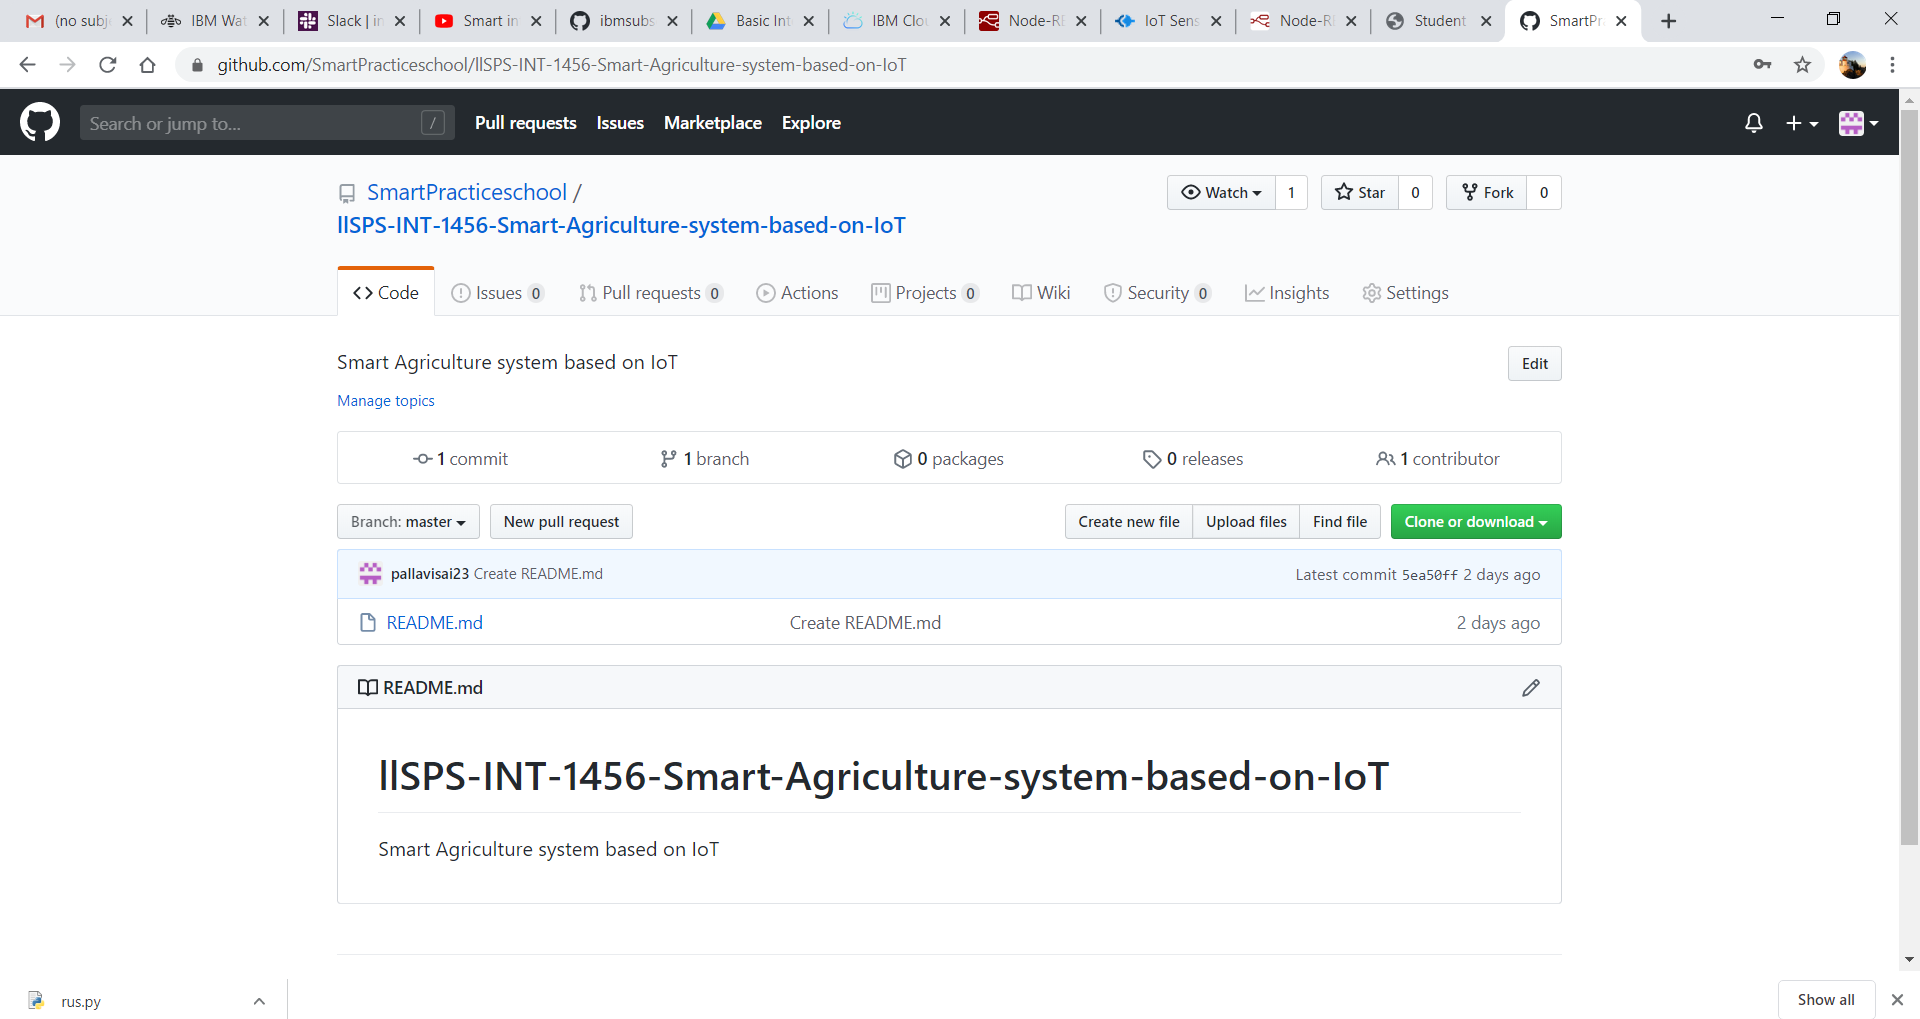 (no subj IBM Wat Slack | in Smart in ibmsubs Basic Int IBM Clou Node-RE IoT Sens Node-RE Student SmartPr
github.com/SmartPracticeschool/llSPS-INT-1456-Smart-Agriculture-system-based-on-IoT
Search or jump to... / Pull requests Issues Marketplace Explore
SmartPracticeschool / Watch 1 Star 0 Fork 0
llSPS-INT-1456-Smart-Agriculture-system-based-on-IoT
Code Issues 0 Pull requests 0 Actions Projects 0 Wiki Security 0 Insights Settings
Smart Agriculture system based on IoT Edit
Manage topics
1 commit 1 branch 0 packages 0 releases 1 contributor
Branch: master New pull request Create new file Upload files Find file Clone or download
pallavisai23 Create README.md Latest commit 5ea50ff 2 days ago
README.md Create README.md 2 days ago
README.md
llSPS-INT-1456-Smart-Agriculture-system-based-on-IoT
Smart Agriculture system based on IoT
rus.py Show all